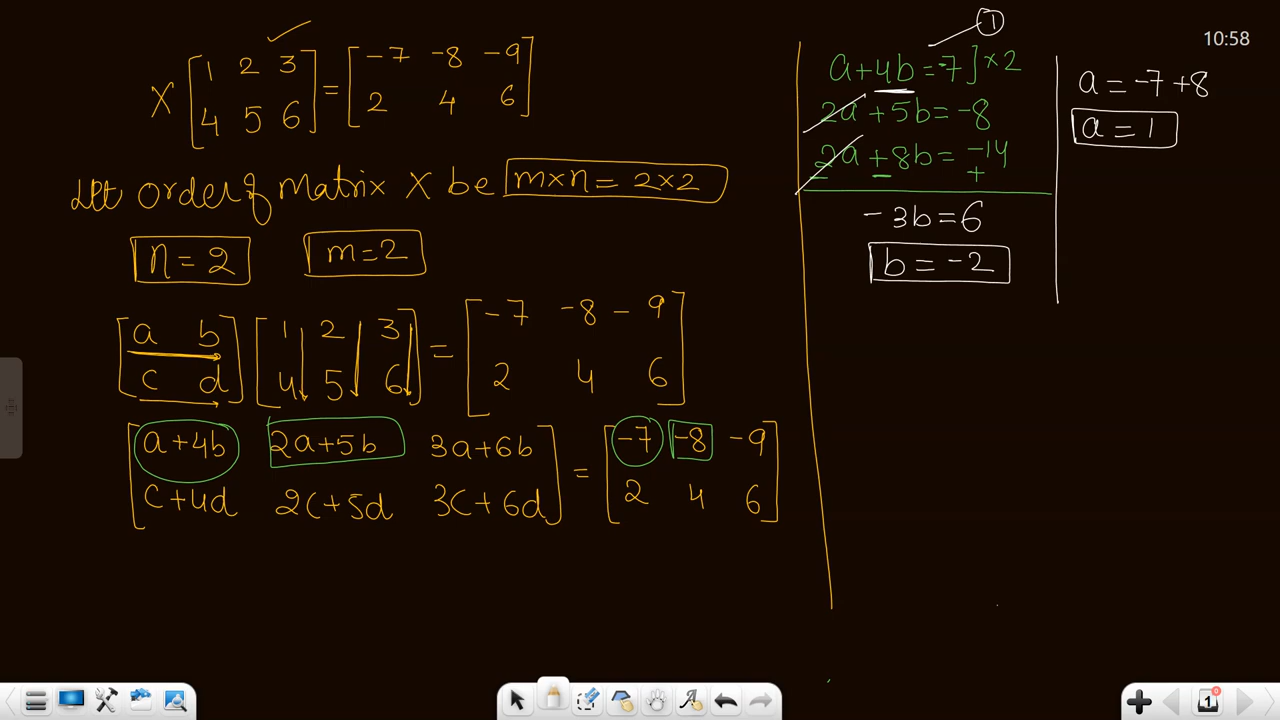 10:58
X [1 2 3 = [-7 -8 -9
4 5 6] 2 4 6]
Let order of Matrix X be m×n = 2×2
n=2 m=2
[a b [1 2 3 = [-7 -8 -9
c d] 4 5 6] 2 4 6]
[a+4b 2a+5b 3a+6b = [-7 -8 -9
c+4d 2c+5d 3c+6d] 2 4 6]
1
a+4b=-7]×2
2a+5b=-8
2a+8b=-14
- - +
-3b=6
b=-2
a=-7+8
a=1
1
0